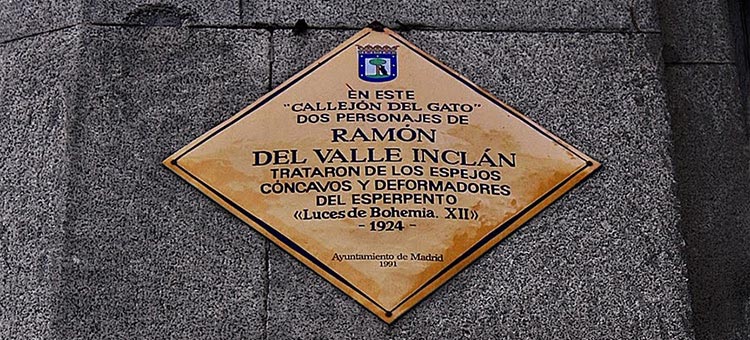 EN ESTE
"CALLEJÓN DEL GATO"
DOS PERSONAJES DE
RAMÓN
DEL VALLE INCLÁN
TRATARON DE LOS ESPEJOS
CÓNCAVOS Y DEFORMADORES
DEL ESPERPENTO
«Luces de Bohemia. XII»
- 1924 -
Ayuntamiento de Madrid
1991